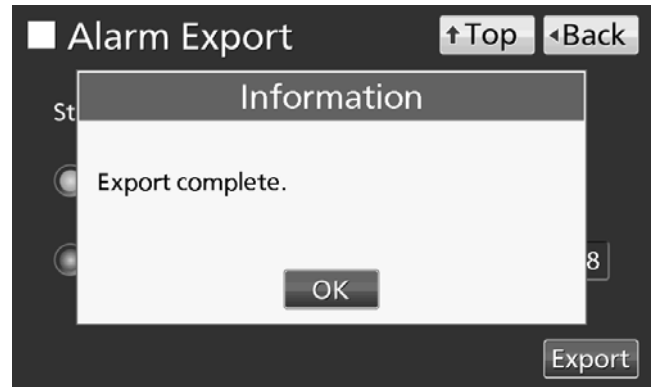 Alarm Export
↑Top
◂Back
Information
St
Export complete.
8
OK
Export